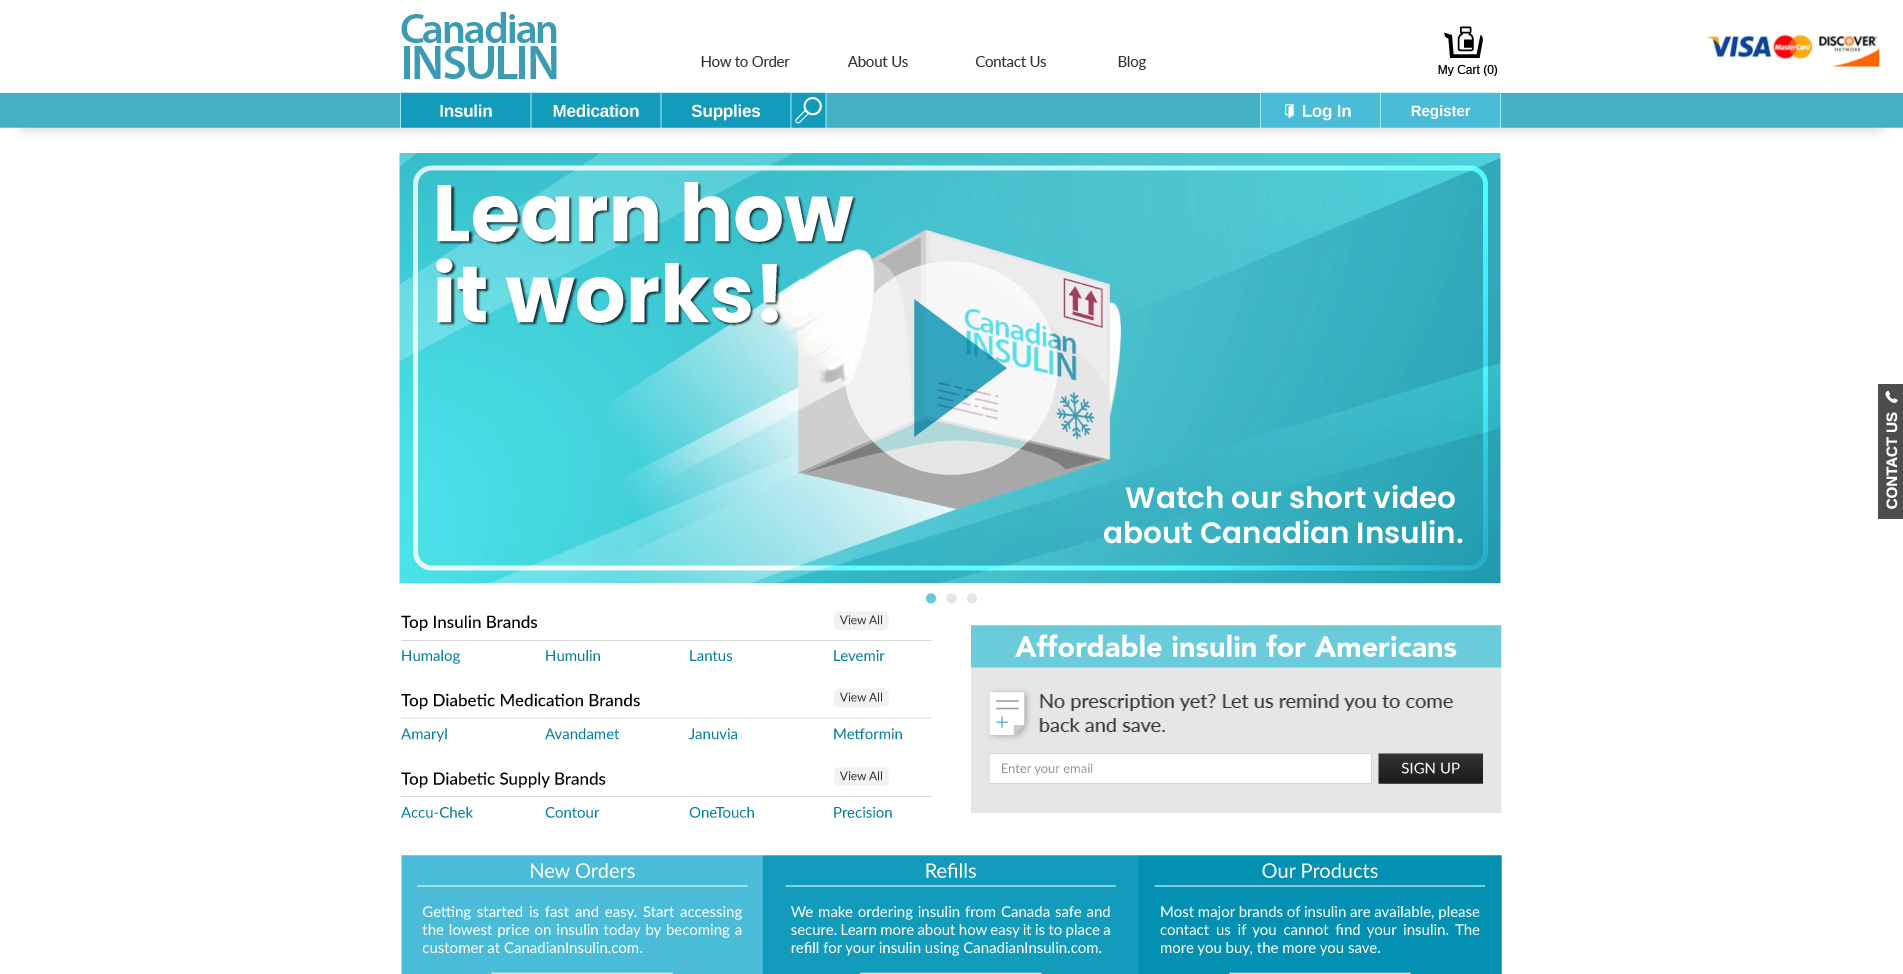 Canadian
INSULIN
How to Order
About Us
Contact Us
Blog
My Cart (0)
VISA
MasterCard
DISCOVER
NETWORK
Insulin
Medication
Supplies
Log In
Register
Learn how
it works!
Canadian
INSULIN
Watch our short video
about Canadian Insulin.
CONTACT US
Top Insulin Brands
View All
Humalog
Humulin
Lantus
Levemir
Top Diabetic Medication Brands
View All
Amaryl
Avandamet
Januvia
Metformin
Top Diabetic Supply Brands
View All
Accu-Chek
Contour
OneTouch
Precision
Affordable insulin for Americans
No prescription yet? Let us remind you to come
back and save.
Enter your email
SIGN UP
New Orders
Getting started is fast and easy. Start accessing
the lowest price on insulin today by becoming a
customer at CanadianInsulin.com.
Refills
We make ordering insulin from Canada safe and
secure. Learn more about how easy it is to place a
refill for your insulin using CanadianInsulin.com.
Our Products
Most major brands of insulin are available, please
contact us if you cannot find your insulin. The
more you buy, the more you save.